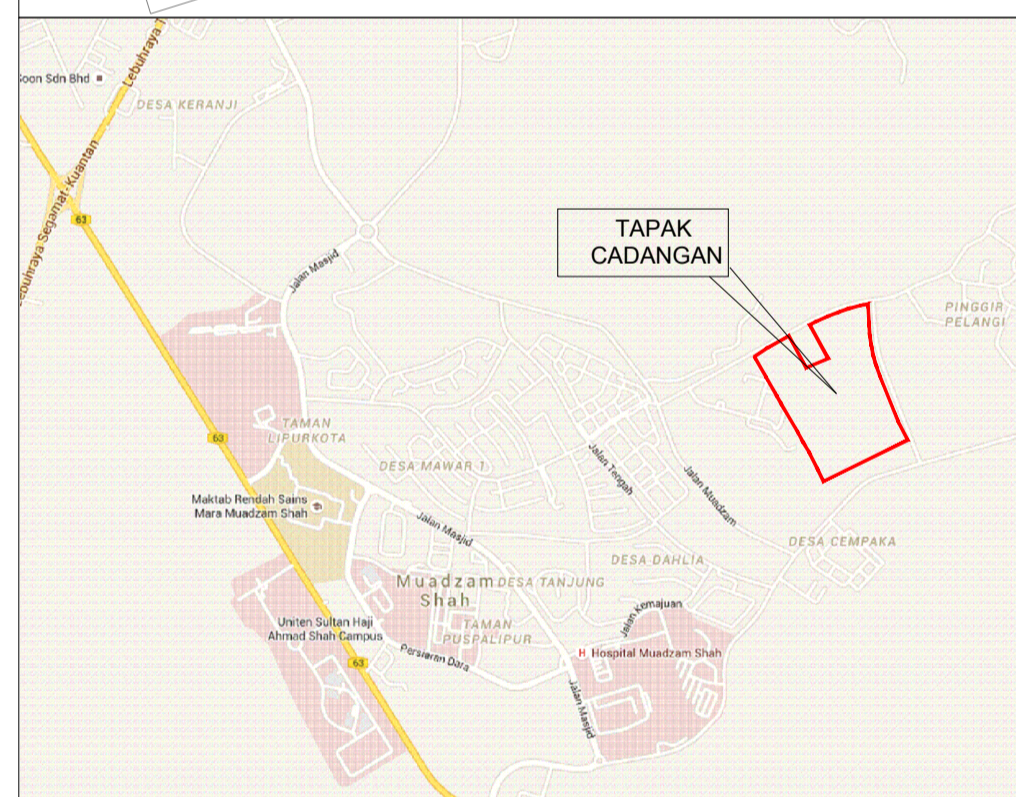 Lebuhraya T
Soon Sdn Bhd
DESA KERANJI
Lebuhraya Segamat-Kuantan
63
Jalan Masjid
TAPAK
CADANGAN
PINGGIR
PELANGI
TAMAN
LIPURKOTA
63
DESA MAWAR 1
Jalan Tengah
Jalan Muadzam
Maktab Rendah Sains
Mara Muadzam Shah
Jalan Masjid
DESA CEMPAKA
DESA DAHLIA
Muadzam
Shah
DESA TANJUNG
Jalan Kemajuan
Uniten Sultan Haji
Ahmad Shah Campus
TAMAN
PUSPALIPUR
63
Persiaran Dara
H Hospital Muadzam Shah
Jalan Masjid